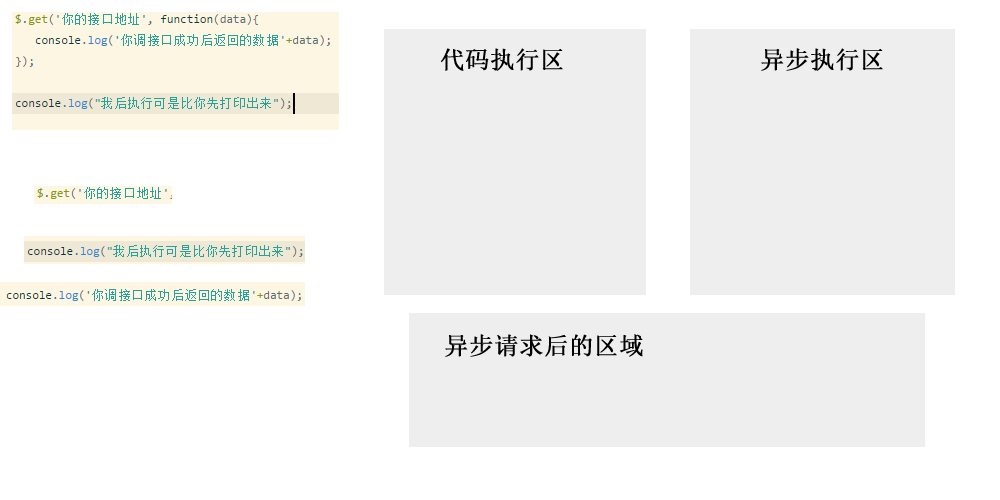 $.get('你的接口地址', function(data){
console.log('你调接口成功后返回的数据'+data);
});
console.log("我后执行可是比你先打印出来");
$.get('你的接口地址',
console.log("我后执行可是比你先打印出来");
console.log('你调接口成功后返回的数据'+data);
代码执行区
异步执行区
异步请求后的区域